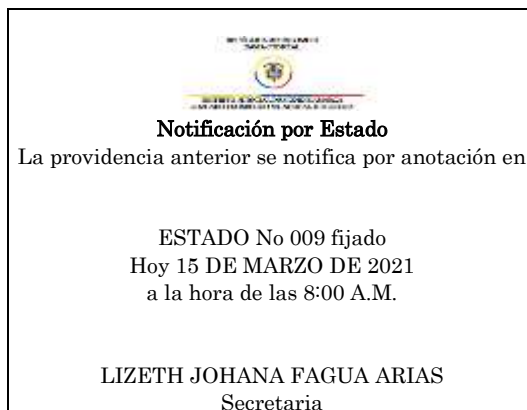 Notificación por Estado
La providencia anterior se notifica por anotación en
ESTADO No 009 fijado
Hoy 15 DE MARZO DE 2021
a la hora de las 8:00 A.M.
LIZETH JOHANA FAGUA ARIAS
Secretaria